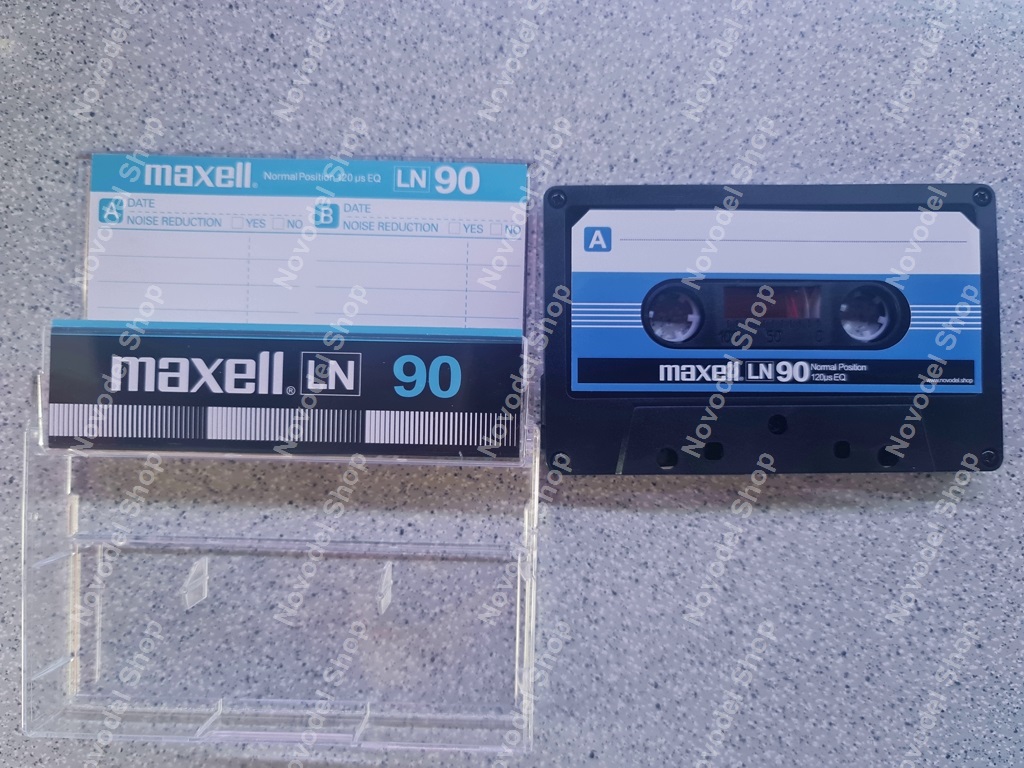 maxell® Normal Position 120 µs EQ LN 90
A DATE
NOISE REDUCTION YES NO
B DATE
NOISE REDUCTION YES NO
maxell® LN 90
A
maxell LN 90 Normal Position
120µs EQ
www.novodel.shop
Novodel Shop